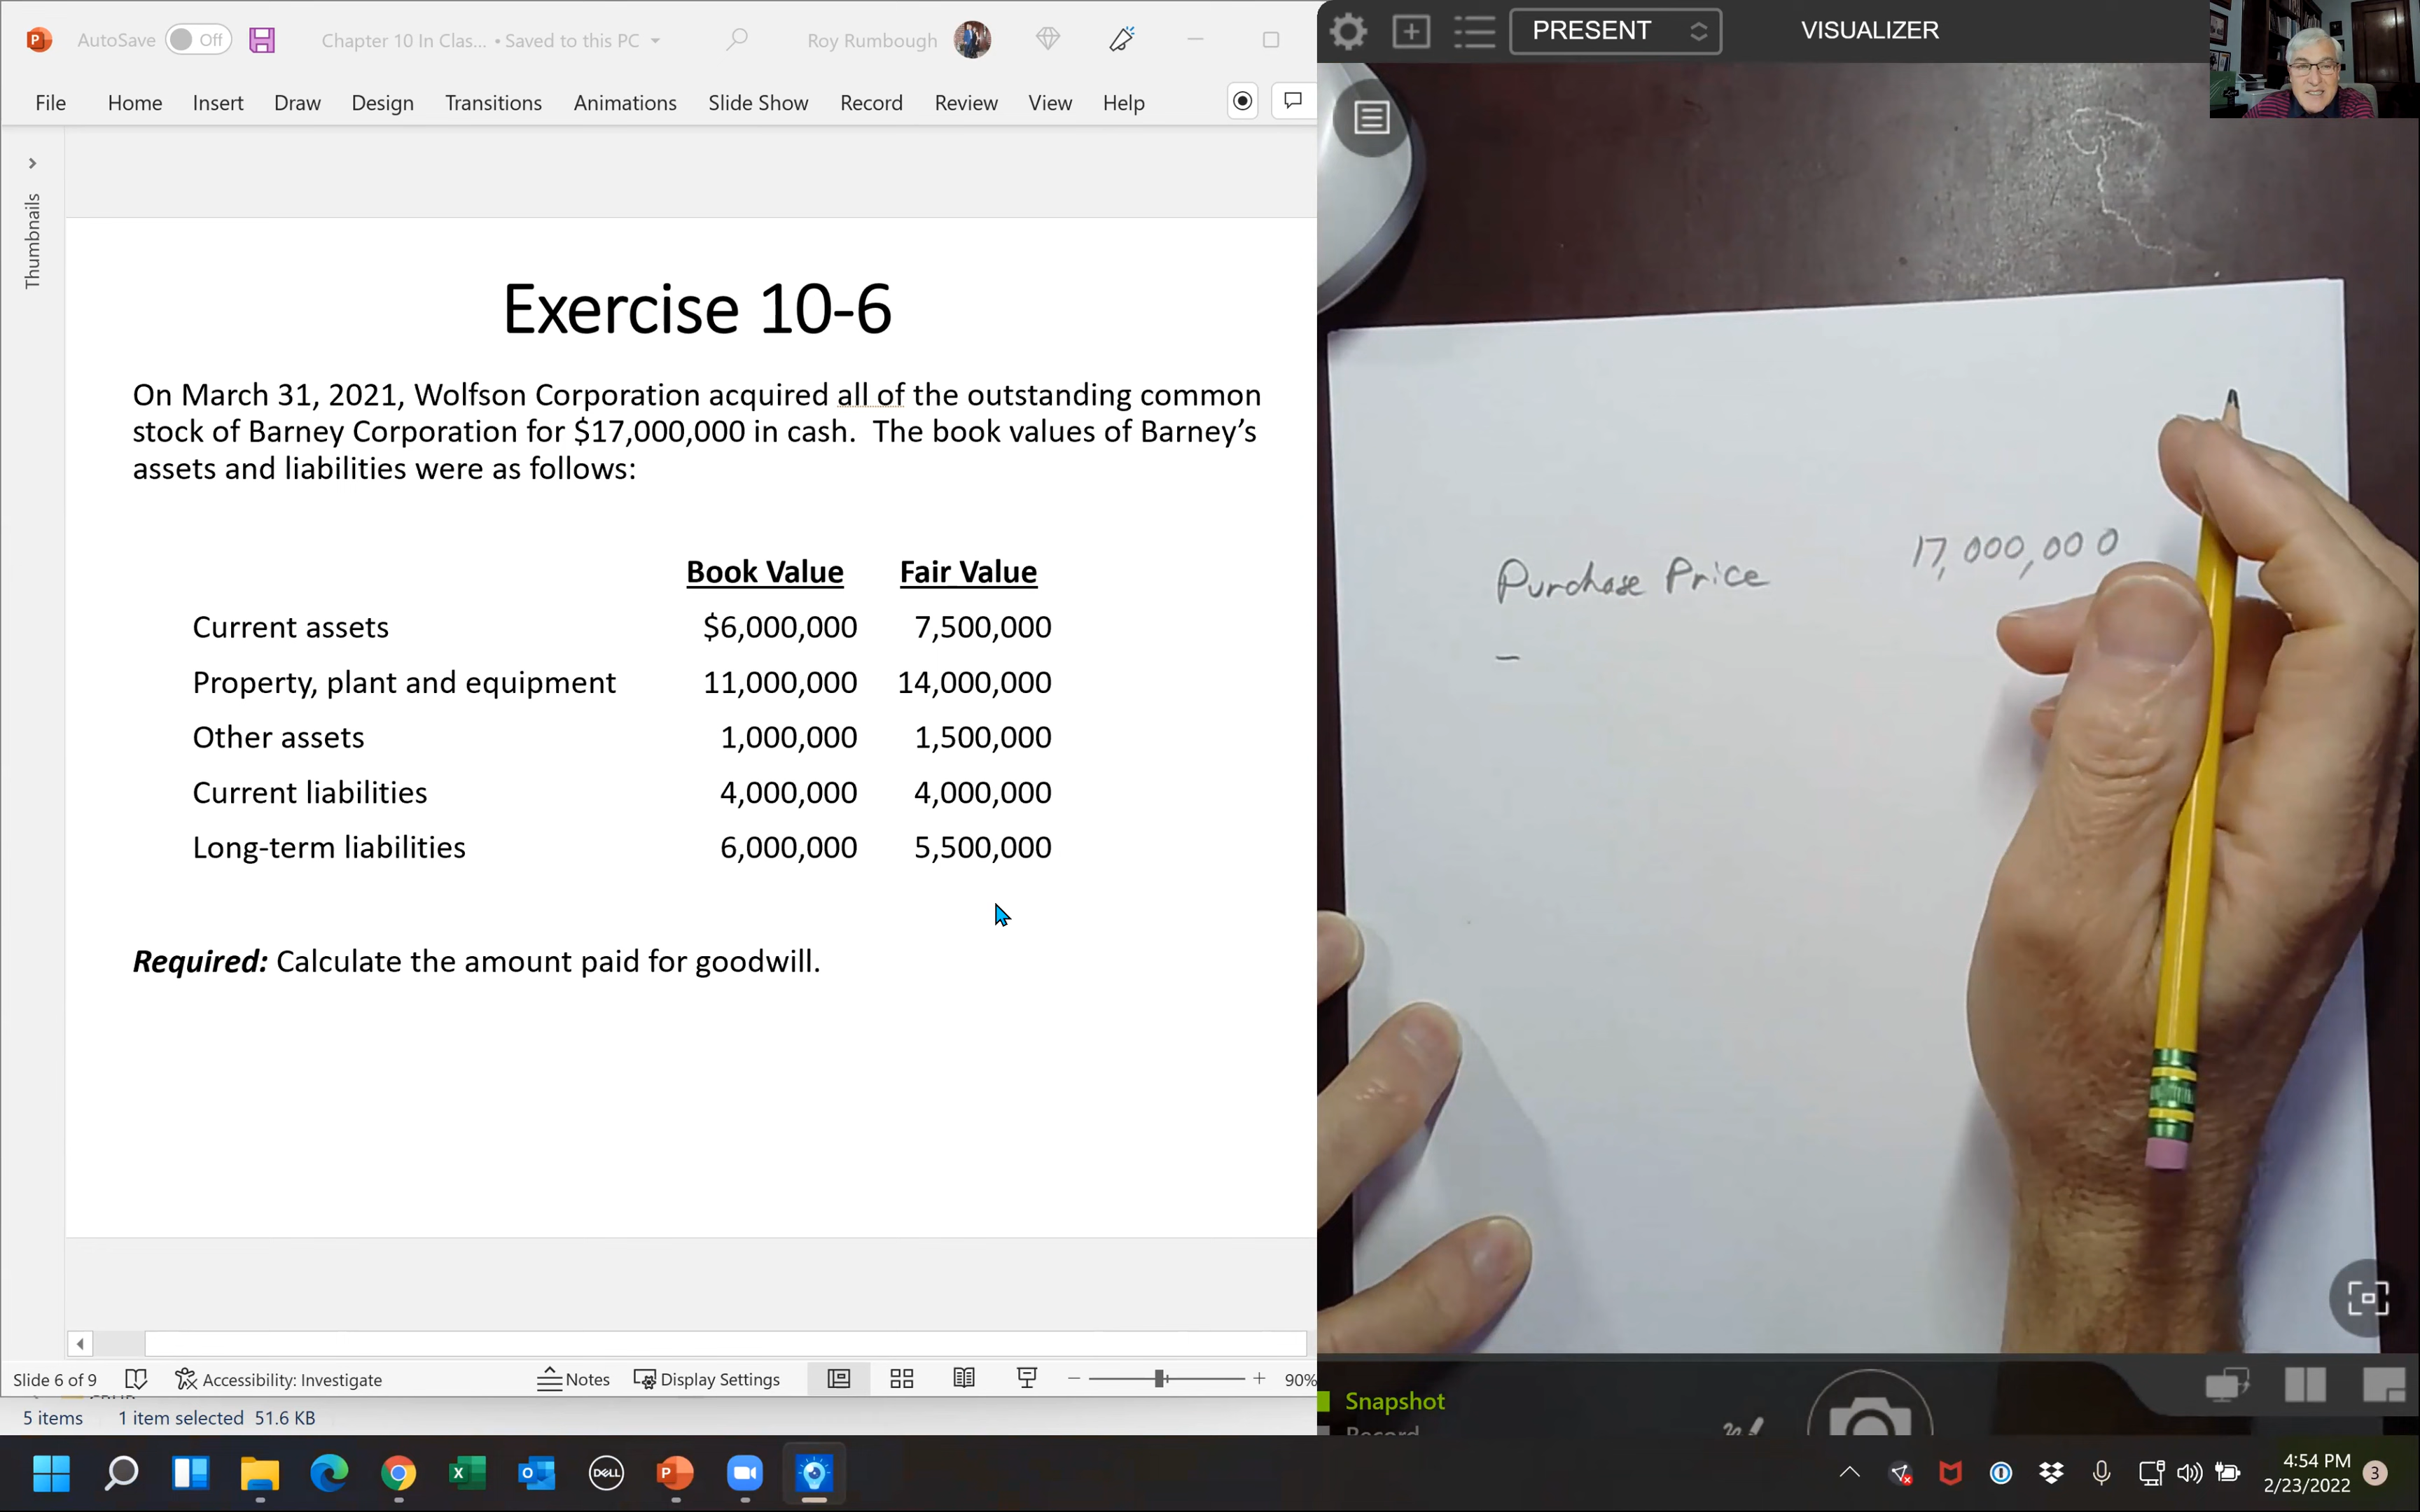 AutoSave Off Chapter 10 In Clas... • Saved to this PC Roy Rumbough
File Home Insert Draw Design Transitions Animations Slide Show Record Review View Help
Thumbnails
Exercise 10-6
On March 31, 2021, Wolfson Corporation acquired all of the outstanding common
stock of Barney Corporation for $17,000,000 in cash. The book values of Barney’s
assets and liabilities were as follows:
Book Value Fair Value
Current assets $6,000,000 7,500,000
Property, plant and equipment 11,000,000 14,000,000
Other assets 1,000,000 1,500,000
Current liabilities 4,000,000 4,000,000
Long-term liabilities 6,000,000 5,500,000
Required: Calculate the amount paid for goodwill.
Slide 6 of 9 Accessibility: Investigate Notes Display Settings 90%
5 items 1 item selected 51.6 KB
PRESENT VISUALIZER
Purchase Price 17,000,000
–
Snapshot
Record
DELL
4:54 PM
2/23/2022 3